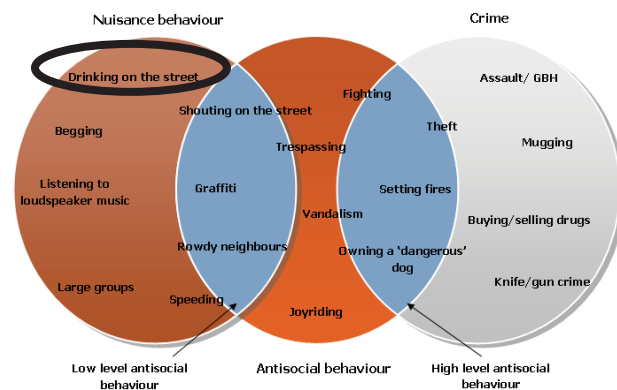 Nuisance behaviour
Crime
Drinking on the street
Assault/ GBH
Fighting
Shouting on the street
Theft
Begging
Mugging
Trespassing
Listening to
loudspeaker music
Graffiti
Setting fires
Vandalism
Buying/selling drugs
Rowdy neighbours
Owning a ‘dangerous’
dog
Large groups
Knife/gun crime
Speeding
Joyriding
Low level antisocial
behaviour
Antisocial behaviour
High level antisocial
behaviour